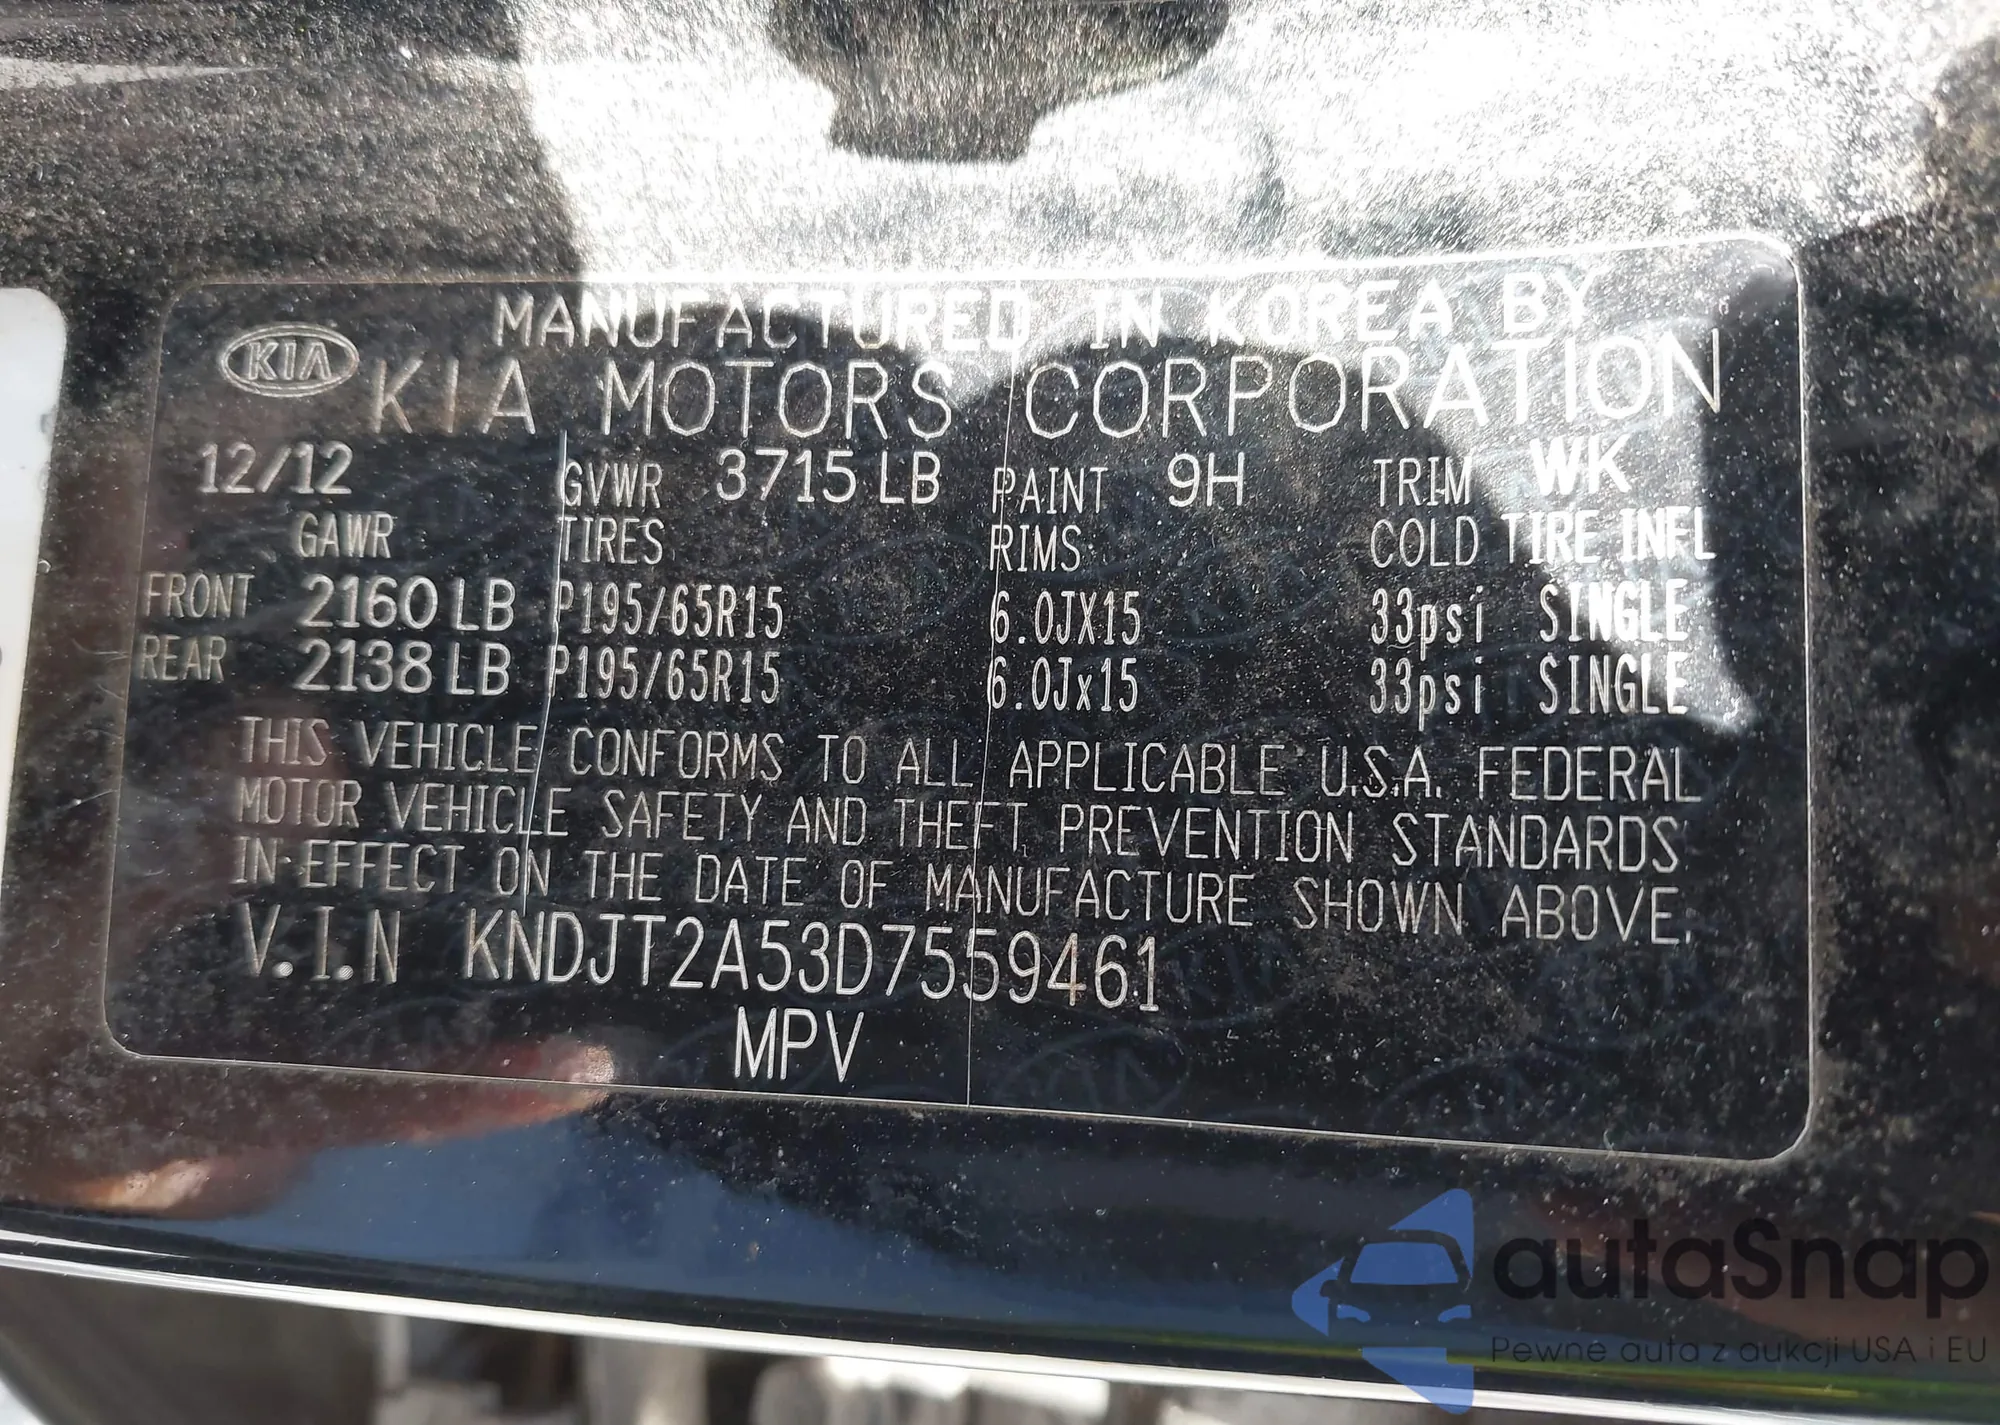 MANUFACTURED IN KOREA BY
KIA KIA MOTORS CORPORATION
12/12 GVWR 3715 LB PAINT 9H TRIM WK
GAWR TIRES RIMS COLD TIRE INFL
FRONT 2160 LB P195/65R15 6.0JX15 33psi SINGLE
REAR 2138 LB P195/65R15 6.0Jx15 33psi SINGLE
THIS VEHICLE CONFORMS TO ALL APPLICABLE U.S.A. FEDERAL
MOTOR VEHICLE SAFETY AND THEFT PREVENTION STANDARDS
IN EFFECT ON THE DATE OF MANUFACTURE SHOWN ABOVE.
V.I.N KNDJT2A53D7559461
MPV
autaSnap
Pewne auta z aukcji USA i EU